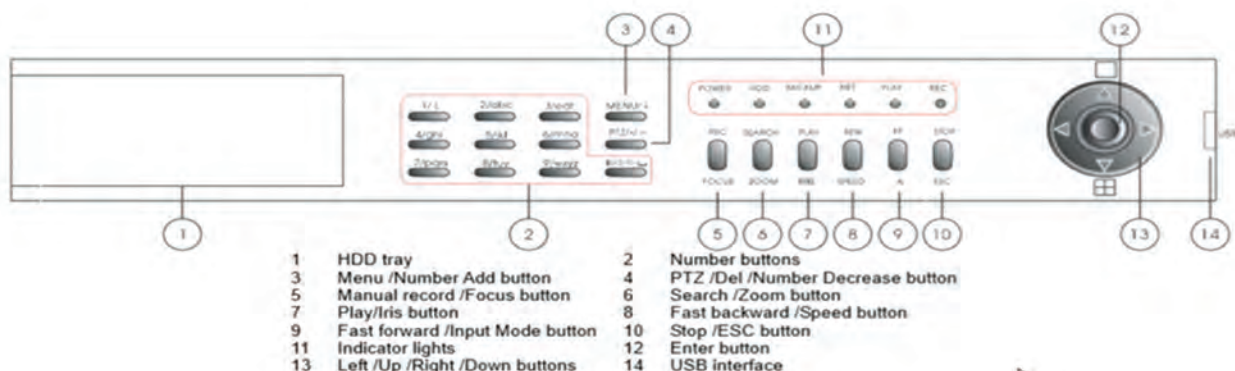 3 4 11 12
POWER HDD BACKUP NET PLAY REC
1/ 2/abc 3/def MENU/+
REC SEARCH PLAY REW FF STOP
4/ghi 5/jkl 6/mno PTZ/
USB
7/pqrs 8/tuv 9/wxyz
FOCUS ZOOM IRIS SPEED A ESC
1 2 5 6 7 8 9 10 13 14
1 HDD tray 2 Number buttons
3 Menu /Number Add button 4 PTZ /Del /Number Decrease button
5 Manual record /Focus button 6 Search /Zoom button
7 Play/Iris button 8 Fast backward /Speed button
9 Fast forward /Input Mode button 10 Stop /ESC button
11 Indicator lights 12 Enter button
13 Left /Up /Right /Down buttons 14 USB interface